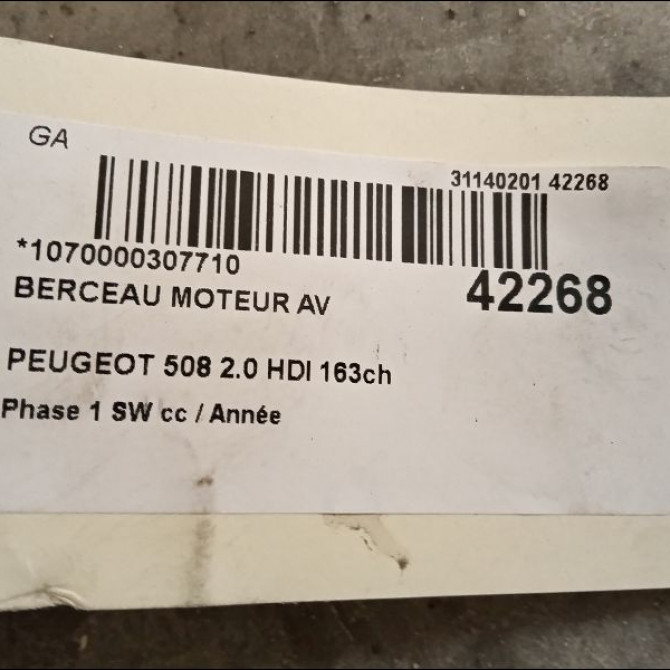 GA
31140201 42268
*1070000307710
42268
BERCEAU MOTEUR AV
PEUGEOT 508 2.0 HDI 163ch
Phase 1 SW cc / Année